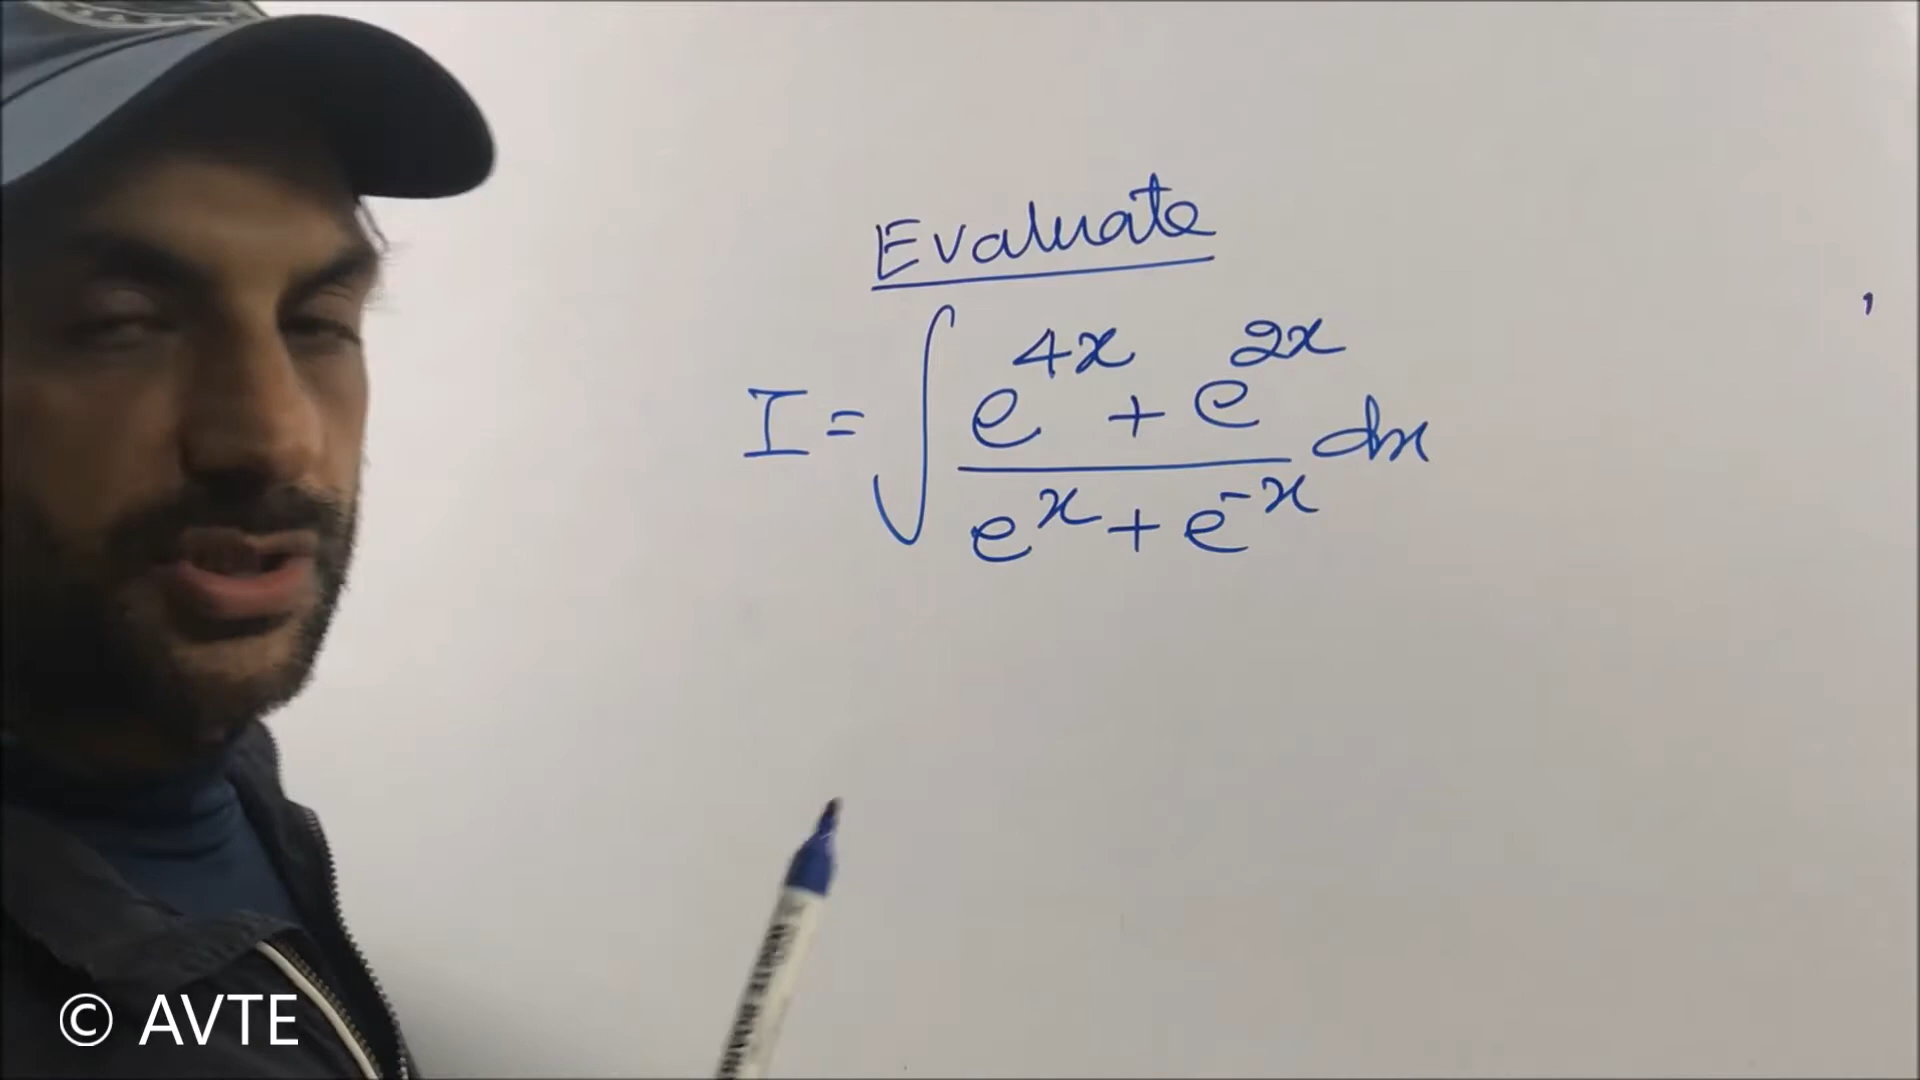 Evaluate
I = ∫ (e^{4x} + e^{2x}) / (e^x + e^{-x}) dx
© AVTE